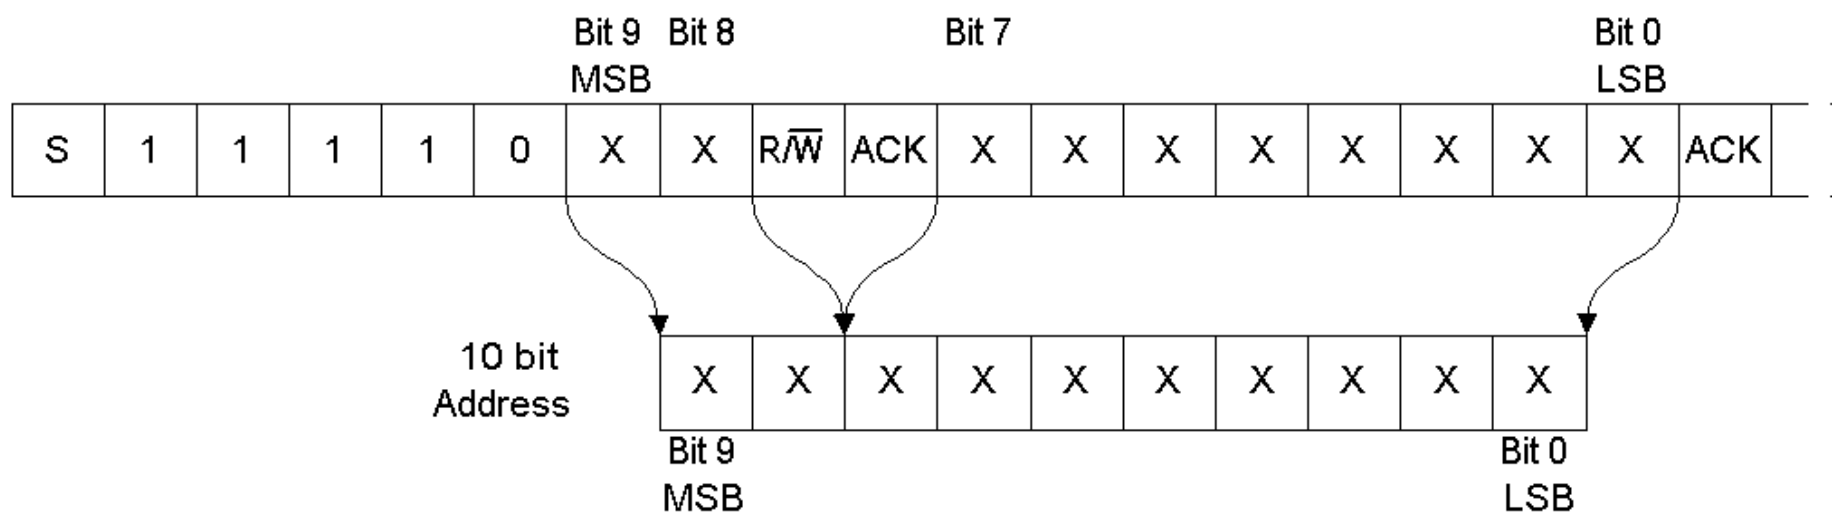 Bit 9 Bit 8 Bit 7 Bit 0
MSB LSB
S 1 1 1 1 0 X X R/W̅ ACK X X X X X X X X ACK
10 bit
Address
X X X X X X X X X X
Bit 9 Bit 0
MSB LSB